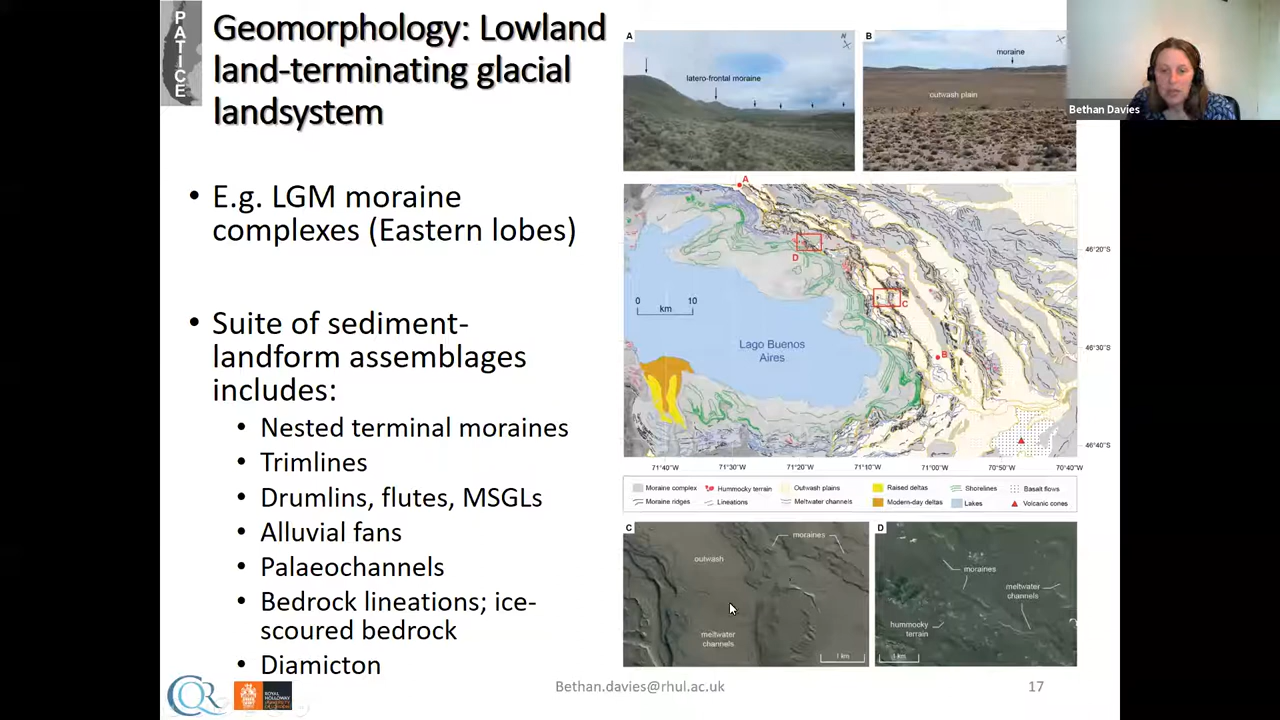 PATICE
Geomorphology: Lowland
land-terminating glacial
landsystem
• E.g. LGM moraine
complexes (Eastern lobes)
• Suite of sediment-
landform assemblages
includes:
• Nested terminal moraines
• Trimlines
• Drumlins, flutes, MSGLs
• Alluvial fans
• Palaeochannels
• Bedrock lineations; ice-
scoured bedrock
• Diamicton
A
N
latero-frontal moraine
B
moraine
outwash plain
Bethan Davies
A
D
C
B
0 10
km
Lago Buenos
Aires
46°20"S
46°30"S
46°40"S
71°40"W 71°30"W 71°20"W 71°10"W 71°00"W 70°50"W 70°40"W
Moraine complex Hummocky terrain Outwash plains Raised deltas Shorelines Basalt flows
Moraine ridges Lineations Meltwater channels Modern-day deltas Lakes Volcanic cones
C
moraines
outwash
meltwater
channels
1 km
D
moraines
meltwater
channels
hummocky
terrain
1 km
QR
ROYAL
HOLLOWAY
Bethan.davies@rhul.ac.uk
17